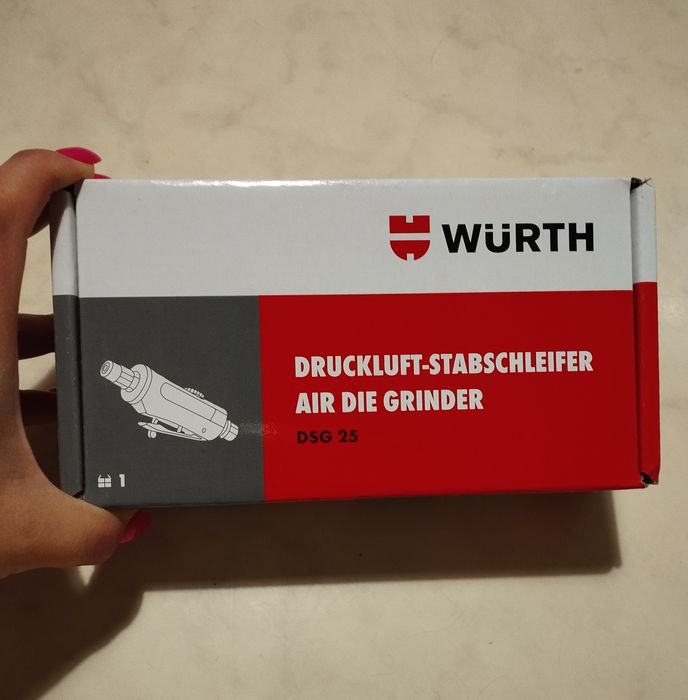 WÜRTH
DRUCKLUFT-STABSCHLEIFER
AIR DIE GRINDER
DSG 25
1